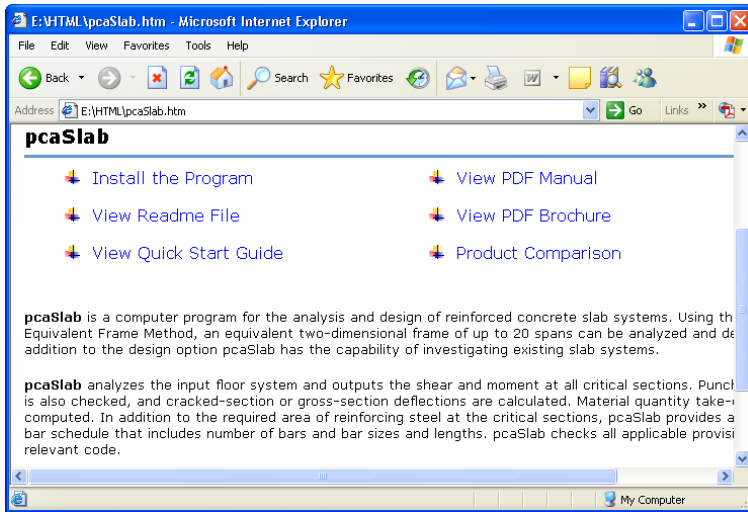 E:\HTML\pcaSlab.htm - Microsoft Internet Explorer
File Edit View Favorites Tools Help
Back Search Favorites
Address E:\HTML\pcaSlab.htm Go Links »
pcaSlab
Install the Program View PDF Manual
View Readme File View PDF Brochure
View Quick Start Guide Product Comparison
pcaSlab is a computer program for the analysis and design of reinforced concrete slab systems. Using th
Equivalent Frame Method, an equivalent two-dimensional frame of up to 20 spans can be analyzed and de
addition to the design option pcaSlab has the capability of investigating existing slab systems.
pcaSlab analyzes the input floor system and outputs the shear and moment at all critical sections. Punch
is also checked, and cracked-section or gross-section deflections are calculated. Material quantity take-
computed. In addition to the required area of reinforcing steel at the critical sections, pcaSlab provides a
bar schedule that includes number of bars and bar sizes and lengths. pcaSlab checks all applicable provisi
relevant code.
My Computer